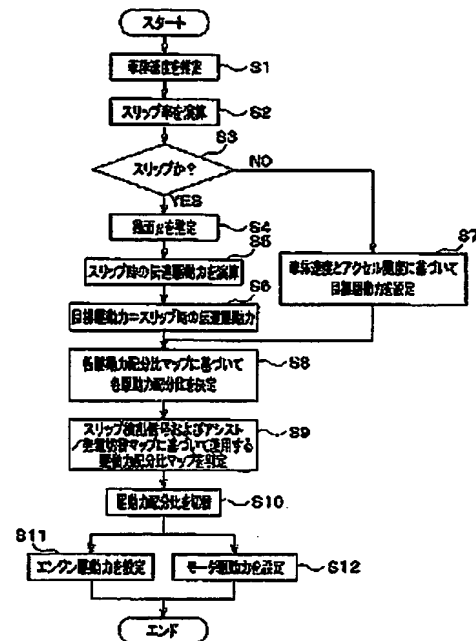 スタート
車体速度を推定
S1
スリップ率を演算
S2
スリップか?
S3
NO
YES
路面μを推定
S4
スリップ時の伝達駆動力を演算
S5
目標駆動力=スリップ時の伝達駆動力
S6
車体速度とアクセル開度に基づいて
目標駆動力を設定
S7
各駆動力配分比マップに基づいて
各駆動力配分比を決定
S8
スリップ検出信号およびアシスト
/発電切替マップに基づいて選択する
駆動力配分比マップを判定
S9
駆動力配分比を切替
S10
エンジン駆動力を設定
S11
モータ駆動力を設定
S12
エンド